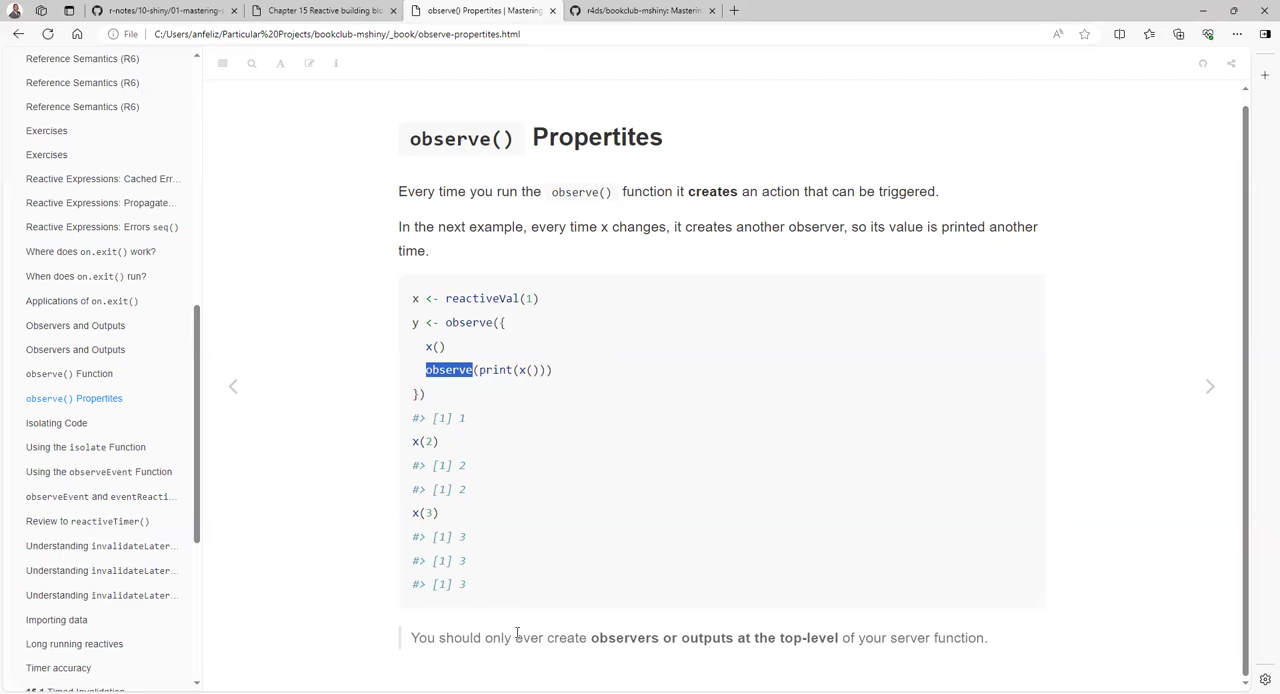 r-notes/10-shiny/01-mastering-s
Chapter 15 Reactive building blo
observe() Propertites | Mastering
r4ds/bookclub-mshiny: Masterin
File
C:/Users/anfeliz/Particular%20Projects/bookclub-mshiny/_book/observe-propertites.html
Reference Semantics (R6)
Reference Semantics (R6)
Reference Semantics (R6)
Exercises
Exercises
Reactive Expressions: Cached Err...
Reactive Expressions: Propagate...
Reactive Expressions: Errors seq()
Where does on.exit() work?
When does on.exit() run?
Applications of on.exit()
Observers and Outputs
Observers and Outputs
observe() Function
observe() Propertites
Isolating Code
Using the isolate Function
Using the observeEvent Function
observeEvent and eventReacti...
Review to reactiveTimer()
Understanding invalidateLater...
Understanding invalidateLater...
Understanding invalidateLater...
Importing data
Long running reactives
Timer accuracy
15.1 Timed Invalidation
observe() Propertites
Every time you run the observe() function it creates an action that can be triggered.
In the next example, every time x changes, it creates another observer, so its value is printed another
time.
x <- reactiveVal(1)
y <- observe({
x()
observe(print(x()))
})
#> [1] 1
x(2)
#> [1] 2
#> [1] 2
x(3)
#> [1] 3
#> [1] 3
#> [1] 3
You should only ever create observers or outputs at the top-level of your server function.